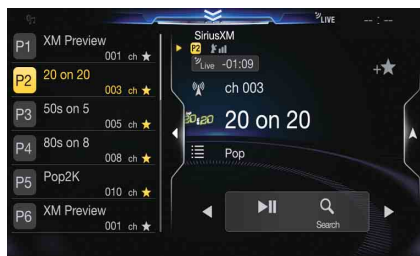 LIVE
-- : --
P1 XM Preview
001 ch
P2 20 on 20
003 ch
P3 50s on 5
005 ch
P4 80s on 8
008 ch
P5 Pop2K
010 ch
P6 XM Preview
001 ch
SiriusXM
P2
Live -01:09
ch 003
20on20 20 on 20
Pop
Search